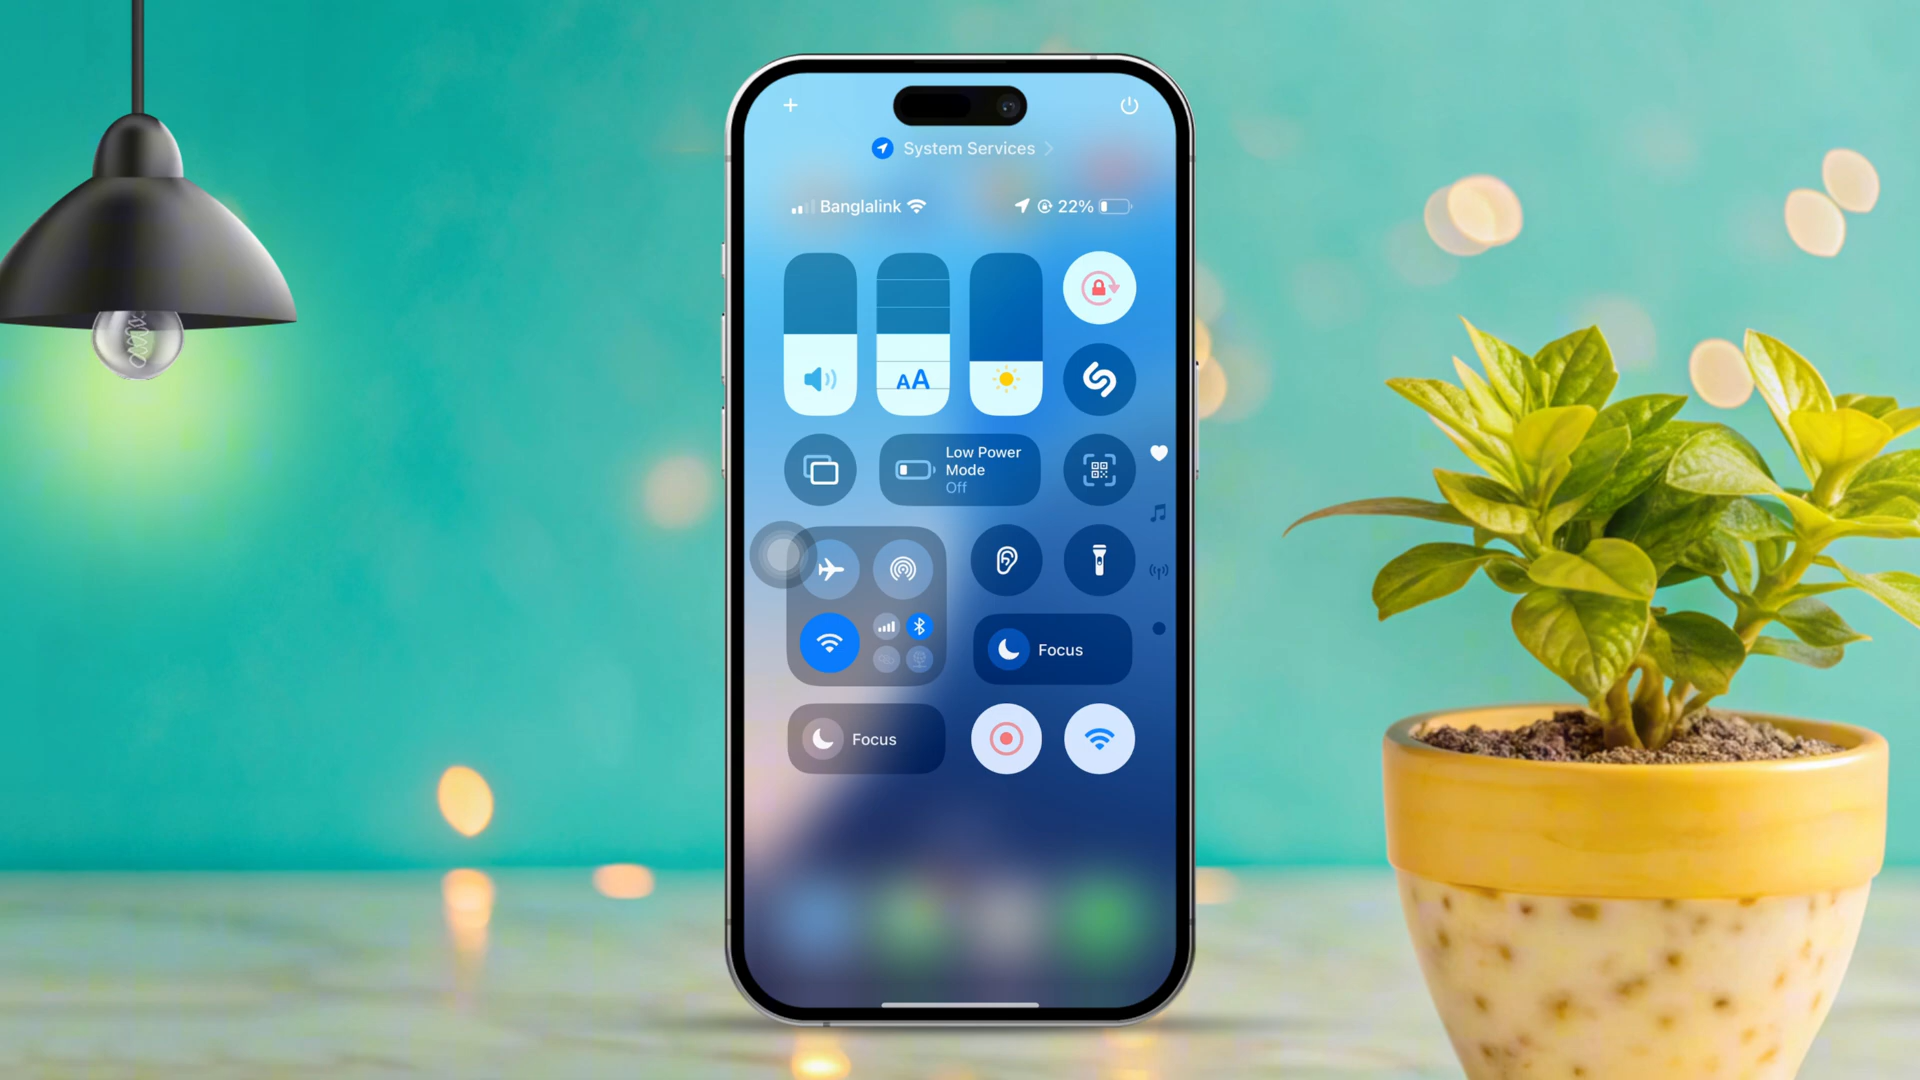 System Services
Banglalink 22%
AA
Low Power
Mode
Off
Focus
Focus